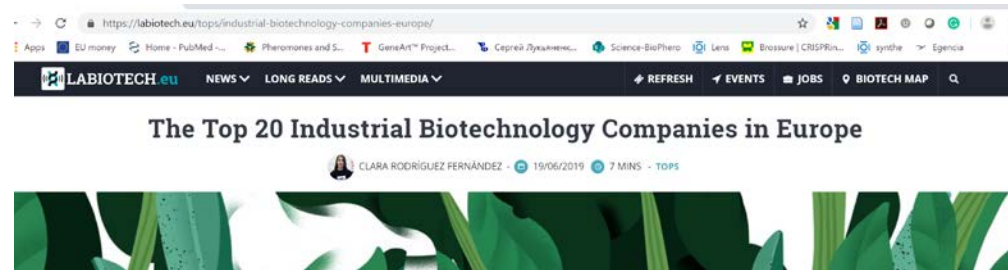 https://labiotech.eu/tops/industrial-biotechnology-companies-europe/
Apps EU money Home - PubMed -... Pheromones and S... GeneArt™ Project... Сергей Лукьяненк... Science-BioPhero Lens Brossure | CRISPRin... synthe Egencia
LABIOTECH.eu NEWS LONG READS MULTIMEDIA REFRESH EVENTS JOBS BIOTECH MAP
The Top 20 Industrial Biotechnology Companies in Europe
CLARA RODRÍGUEZ FERNÁNDEZ - 19/06/2019 7 MINS - TOPS